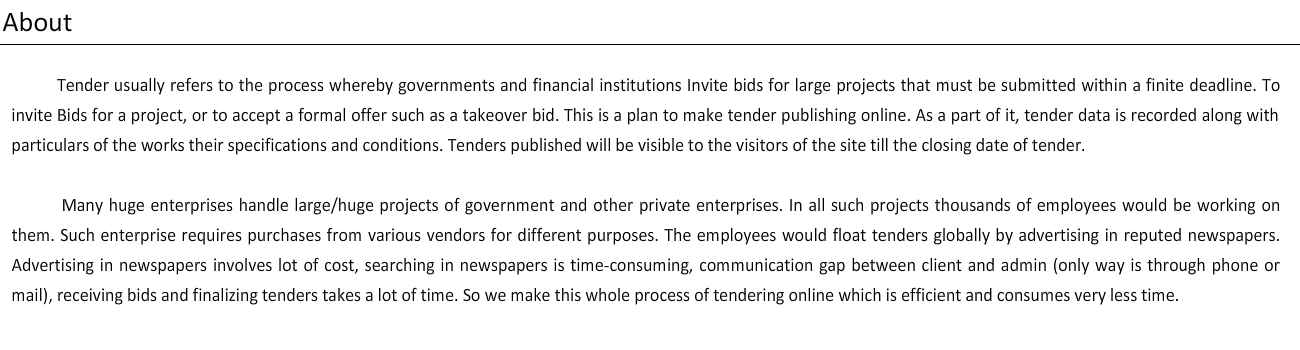 About
Tender usually refers to the process whereby governments and financial institutions Invite bids for large projects that must be submitted within a finite deadline. To
invite Bids for a project, or to accept a formal offer such as a takeover bid. This is a plan to make tender publishing online. As a part of it, tender data is recorded along with
particulars of the works their specifications and conditions. Tenders published will be visible to the visitors of the site till the closing date of tender.
Many huge enterprises handle large/huge projects of government and other private enterprises. In all such projects thousands of employees would be working on
them. Such enterprise requires purchases from various vendors for different purposes. The employees would float tenders globally by advertising in reputed newspapers.
Advertising in newspapers involves lot of cost, searching in newspapers is time-consuming, communication gap between client and admin (only way is through phone or
mail), receiving bids and finalizing tenders takes a lot of time. So we make this whole process of tendering online which is efficient and consumes very less time.